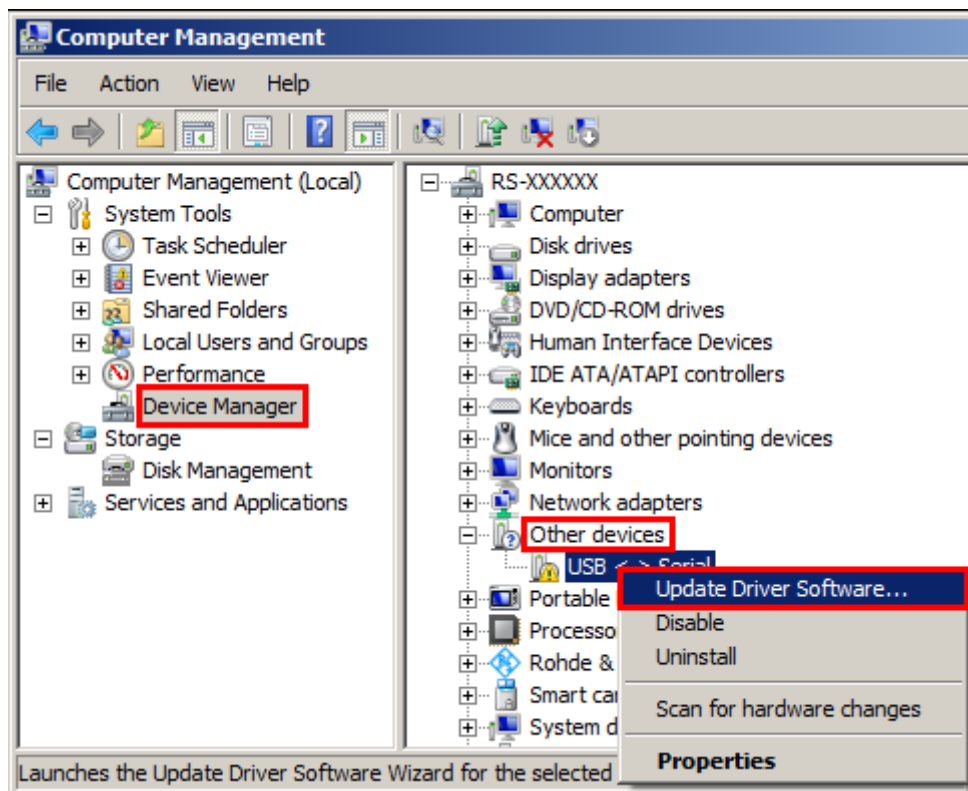 Computer Management
File Action View Help
Computer Management (Local)
System Tools
Task Scheduler
Event Viewer
Shared Folders
Local Users and Groups
Performance
Device Manager
Storage
Disk Management
Services and Applications
RS-XXXXXX
Computer
Disk drives
Display adapters
DVD/CD-ROM drives
Human Interface Devices
IDE ATA/ATAPI controllers
Keyboards
Mice and other pointing devices
Monitors
Network adapters
Other devices
USB < > Serial
Portable
Processo
Rohde &
Smart car
System d
Update Driver Software...
Disable
Uninstall
Scan for hardware changes
Properties
Launches the Update Driver Software Wizard for the selected